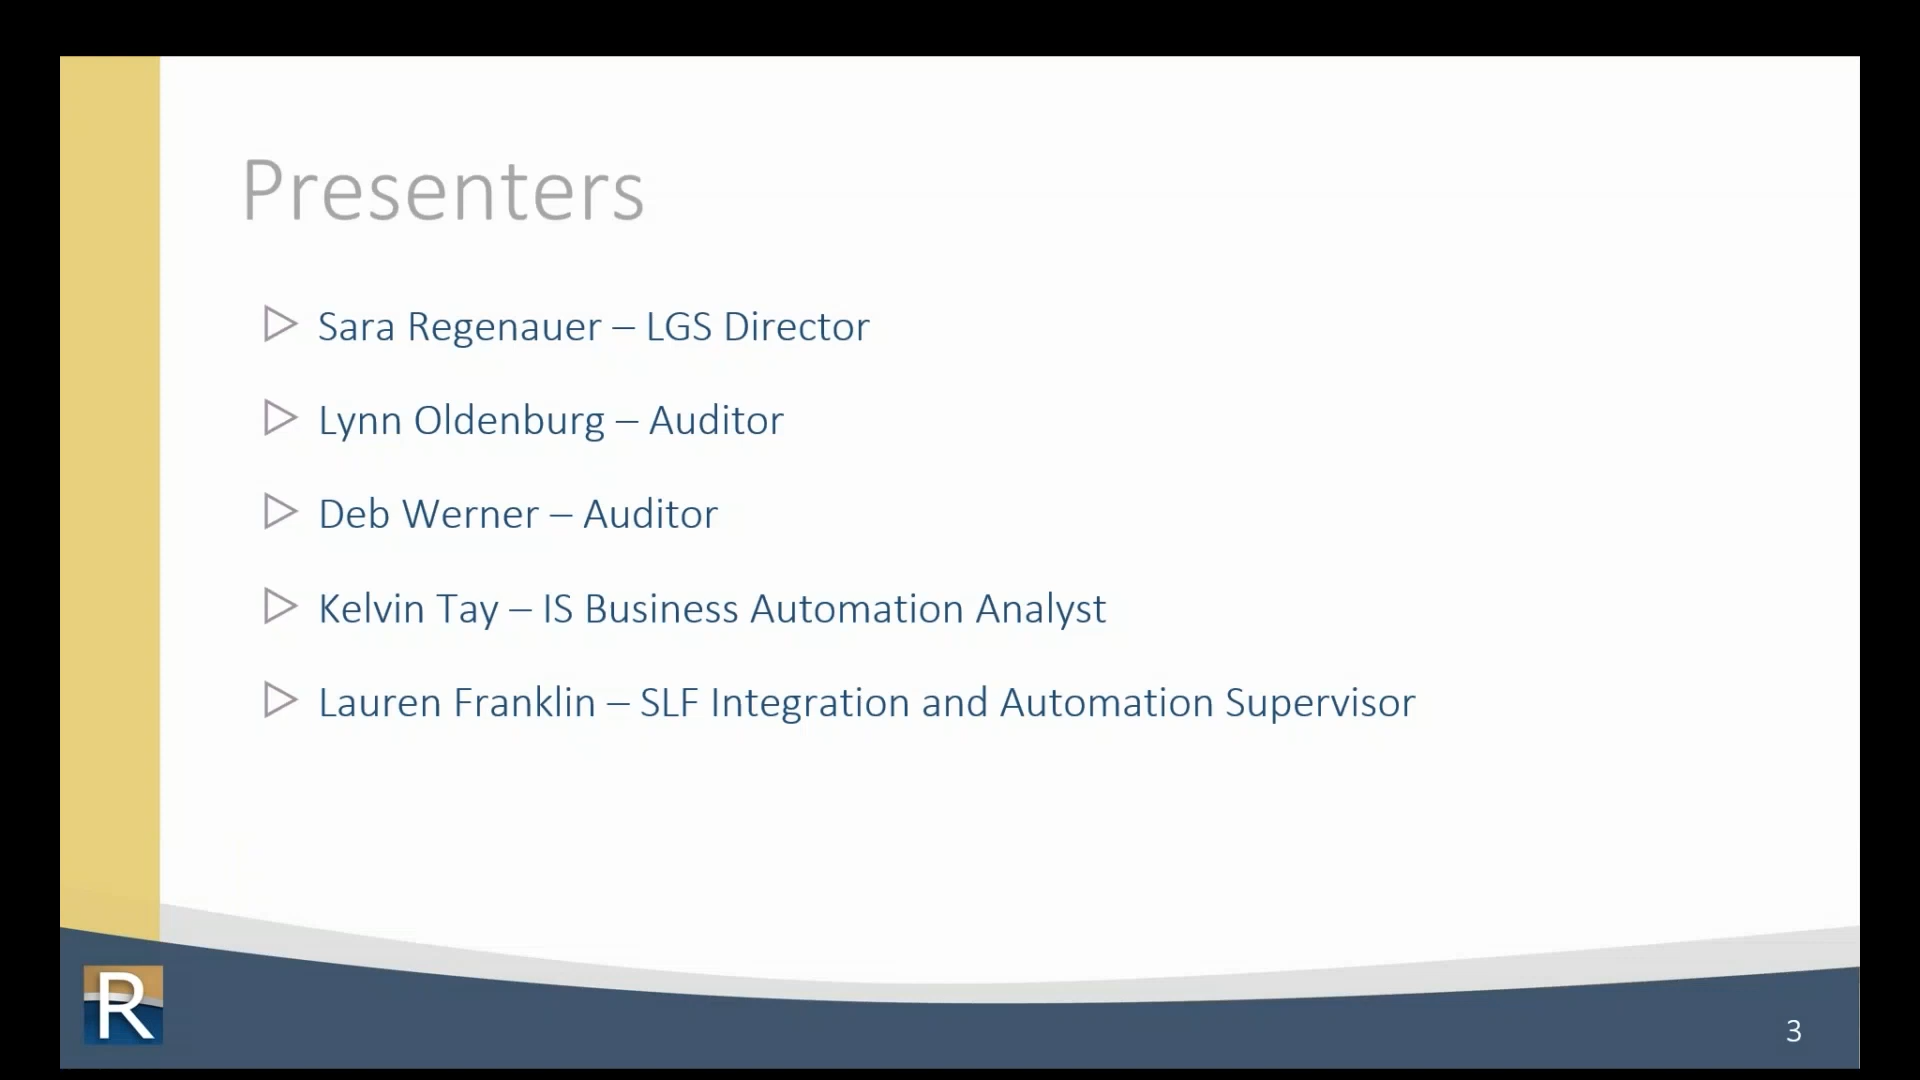 Presenters
Sara Regenauer – LGS Director
Lynn Oldenburg – Auditor
Deb Werner – Auditor
Kelvin Tay – IS Business Automation Analyst
Lauren Franklin – SLF Integration and Automation Supervisor
R
3